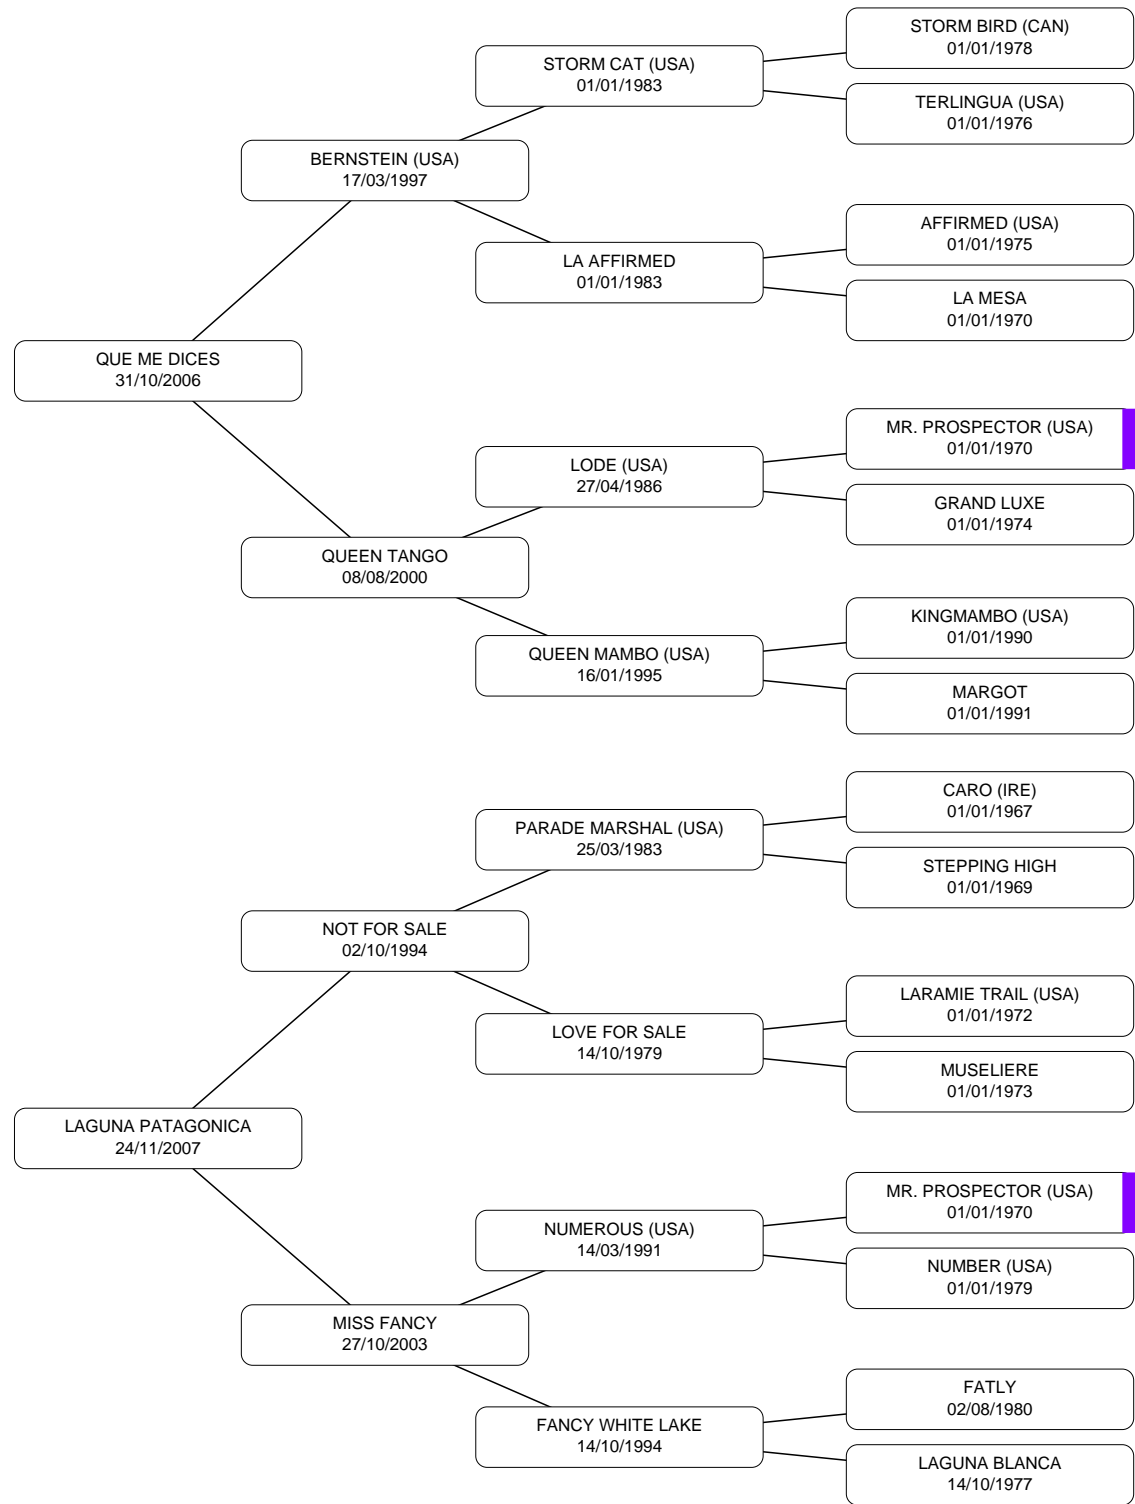 STORM BIRD (CAN)
01/01/1978
STORM CAT (USA)
01/01/1983
TERLINGUA (USA)
01/01/1976
BERNSTEIN (USA)
17/03/1997
AFFIRMED (USA)
01/01/1975
LA AFFIRMED
01/01/1983
LA MESA
01/01/1970
QUE ME DICES
31/10/2006
MR. PROSPECTOR (USA)
01/01/1970
LODE (USA)
27/04/1986
GRAND LUXE
01/01/1974
QUEEN TANGO
08/08/2000
KINGMAMBO (USA)
01/01/1990
QUEEN MAMBO (USA)
16/01/1995
MARGOT
01/01/1991
CARO (IRE)
01/01/1967
PARADE MARSHAL (USA)
25/03/1983
STEPPING HIGH
01/01/1969
NOT FOR SALE
02/10/1994
LARAMIE TRAIL (USA)
01/01/1972
LOVE FOR SALE
14/10/1979
MUSELIERE
01/01/1973
LAGUNA PATAGONICA
24/11/2007
MR. PROSPECTOR (USA)
01/01/1970
NUMEROUS (USA)
14/03/1991
NUMBER (USA)
01/01/1979
MISS FANCY
27/10/2003
FATLY
02/08/1980
FANCY WHITE LAKE
14/10/1994
LAGUNA BLANCA
14/10/1977